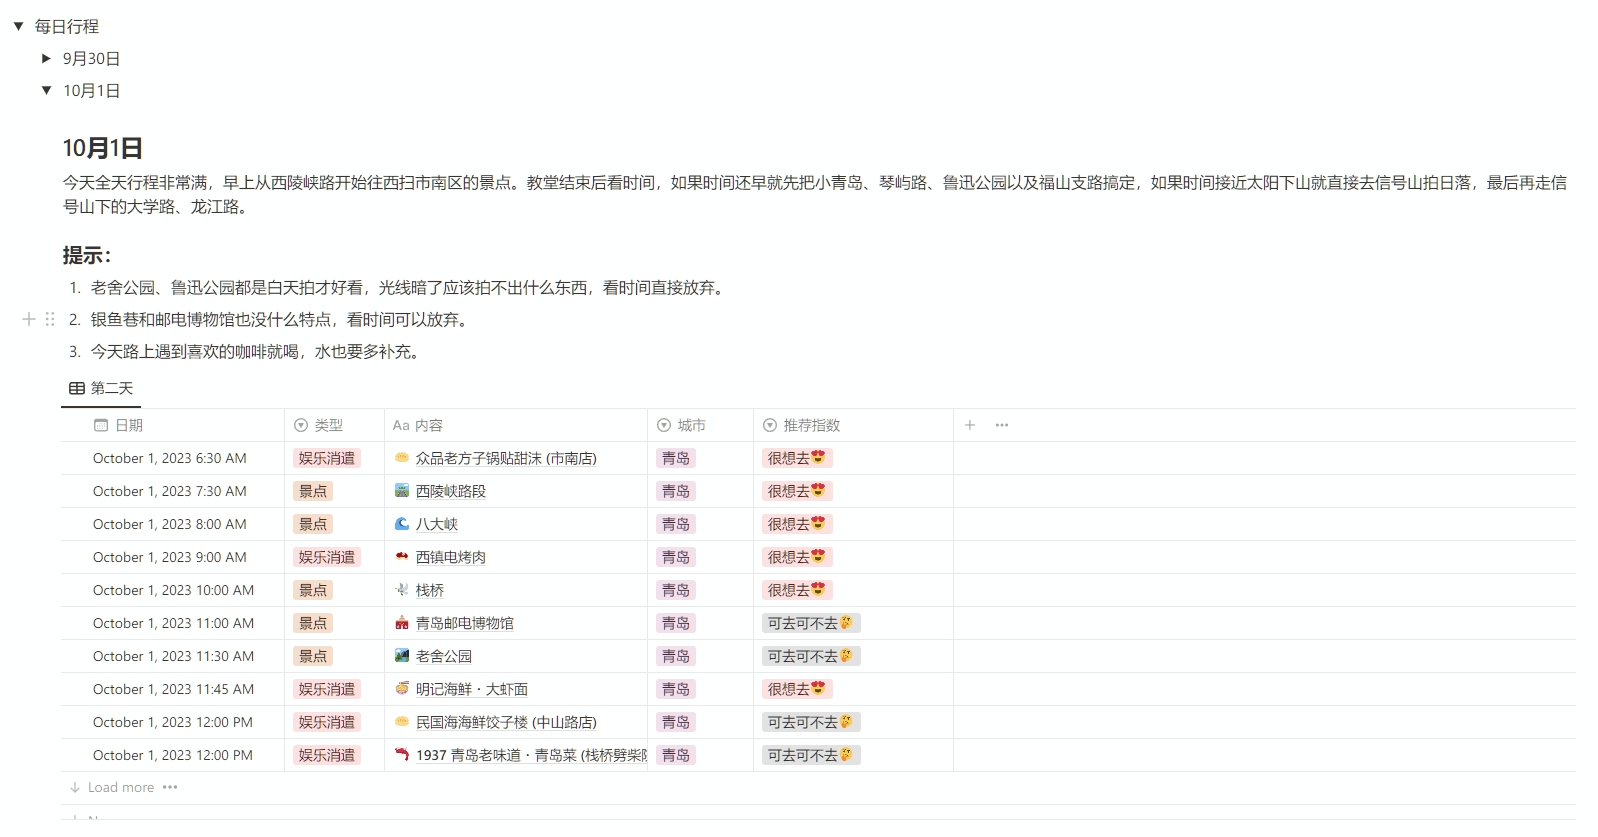 每日行程
9月30日
10月1日
10月1日
今天全天行程非常满，早上从西陵峡路开始往西扫市南区的景点。教堂结束后看时间，如果时间还早就先把小青岛、琴屿路、鲁迅公园以及福山支路搞定，如果时间接近太阳下山就直接去信号山拍日落，最后再走信
号山下的大学路、龙江路。
提示：
1. 老舍公园、鲁迅公园都是白天拍才好看，光线暗了应该拍不出什么东西，看时间直接放弃。
2. 银鱼巷和邮电博物馆也没什么特点，看时间可以放弃。
3. 今天路上遇到喜欢的咖啡就喝，水也要多补充。
第二天
日期 类型 Aa 内容 城市 推荐指数
October 1, 2023 6:30 AM 娱乐消遣 众品老方子锅贴甜沫 (市南店) 青岛 很想去😍
October 1, 2023 7:30 AM 景点 西陵峡路段 青岛 很想去😍
October 1, 2023 8:00 AM 景点 八大峡 青岛 很想去😍
October 1, 2023 9:00 AM 娱乐消遣 西镇电烤肉 青岛 很想去😍
October 1, 2023 10:00 AM 景点 栈桥 青岛 很想去😍
October 1, 2023 11:00 AM 景点 青岛邮电博物馆 青岛 可去可不去🤔
October 1, 2023 11:30 AM 景点 老舍公园 青岛 可去可不去🤔
October 1, 2023 11:45 AM 娱乐消遣 明记海鲜·大虾面 青岛 很想去😍
October 1, 2023 12:00 PM 娱乐消遣 民国海海鲜饺子楼 (中山路店) 青岛 可去可不去🤔
October 1, 2023 12:00 PM 娱乐消遣 1937 青岛老味道·青岛菜 (栈桥劈柴 青岛 可去可不去🤔
Load more